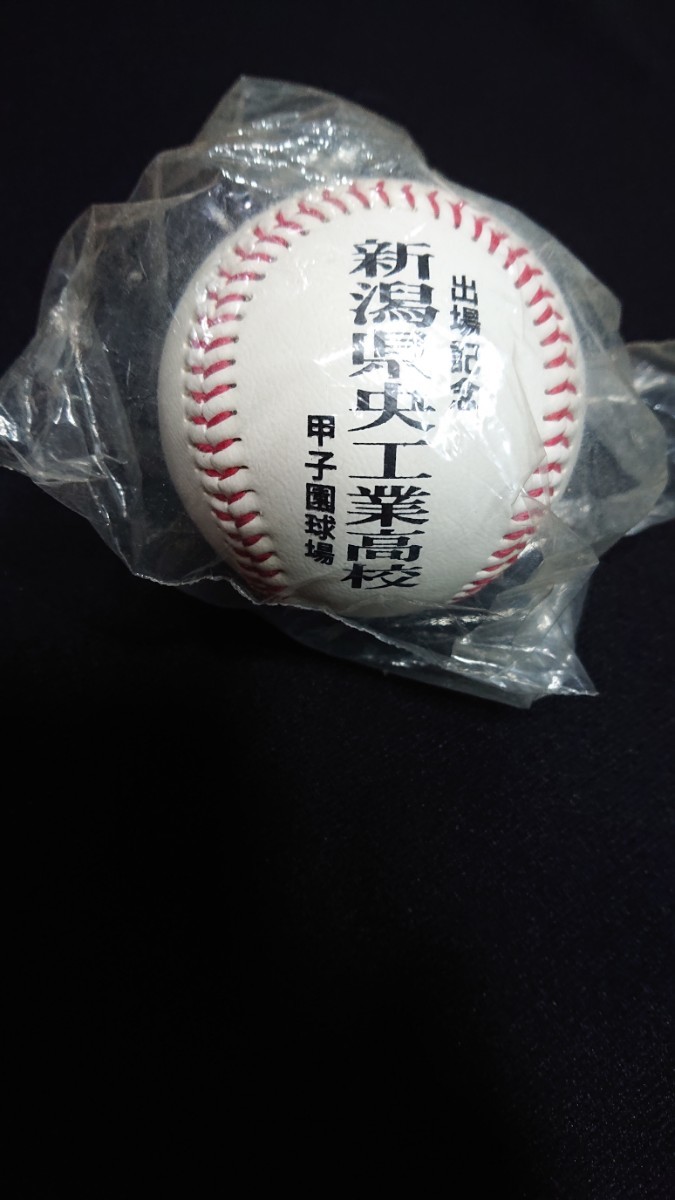 出場記念
新潟県央工業高校
甲子園球場